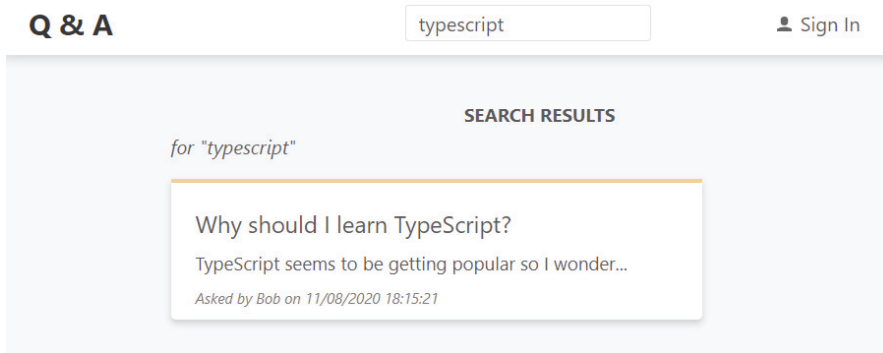 Q & A
typescript
Sign In
SEARCH RESULTS
for "typescript"
Why should I learn TypeScript?
TypeScript seems to be getting popular so I wonder...
Asked by Bob on 11/08/2020 18:15:21